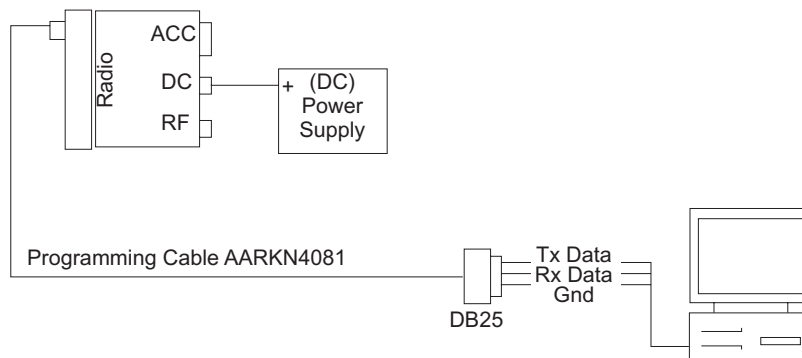 ACC
Radio
DC
RF
+ (DC)
Power
Supply
Programming Cable AARKN4081
Tx Data
Rx Data
Gnd
DB25